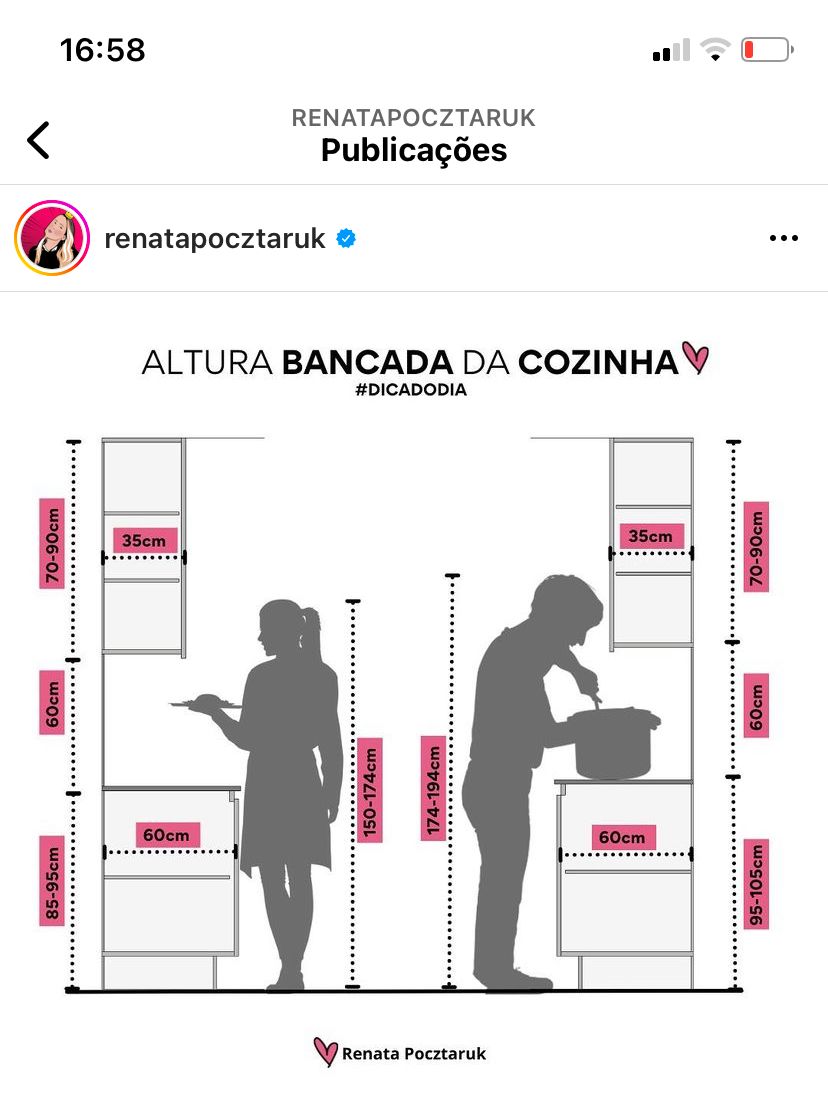 16:58
RENATAPOCZTARUK
Publicações
renatapocztaruk
ALTURA BANCADA DA COZINHA
#DICADODIA
70-90cm
35cm
60cm
85-95cm
60cm
150-174cm
174-194cm
35cm
70-90cm
60cm
60cm
95-105cm
Renata Pocztaruk